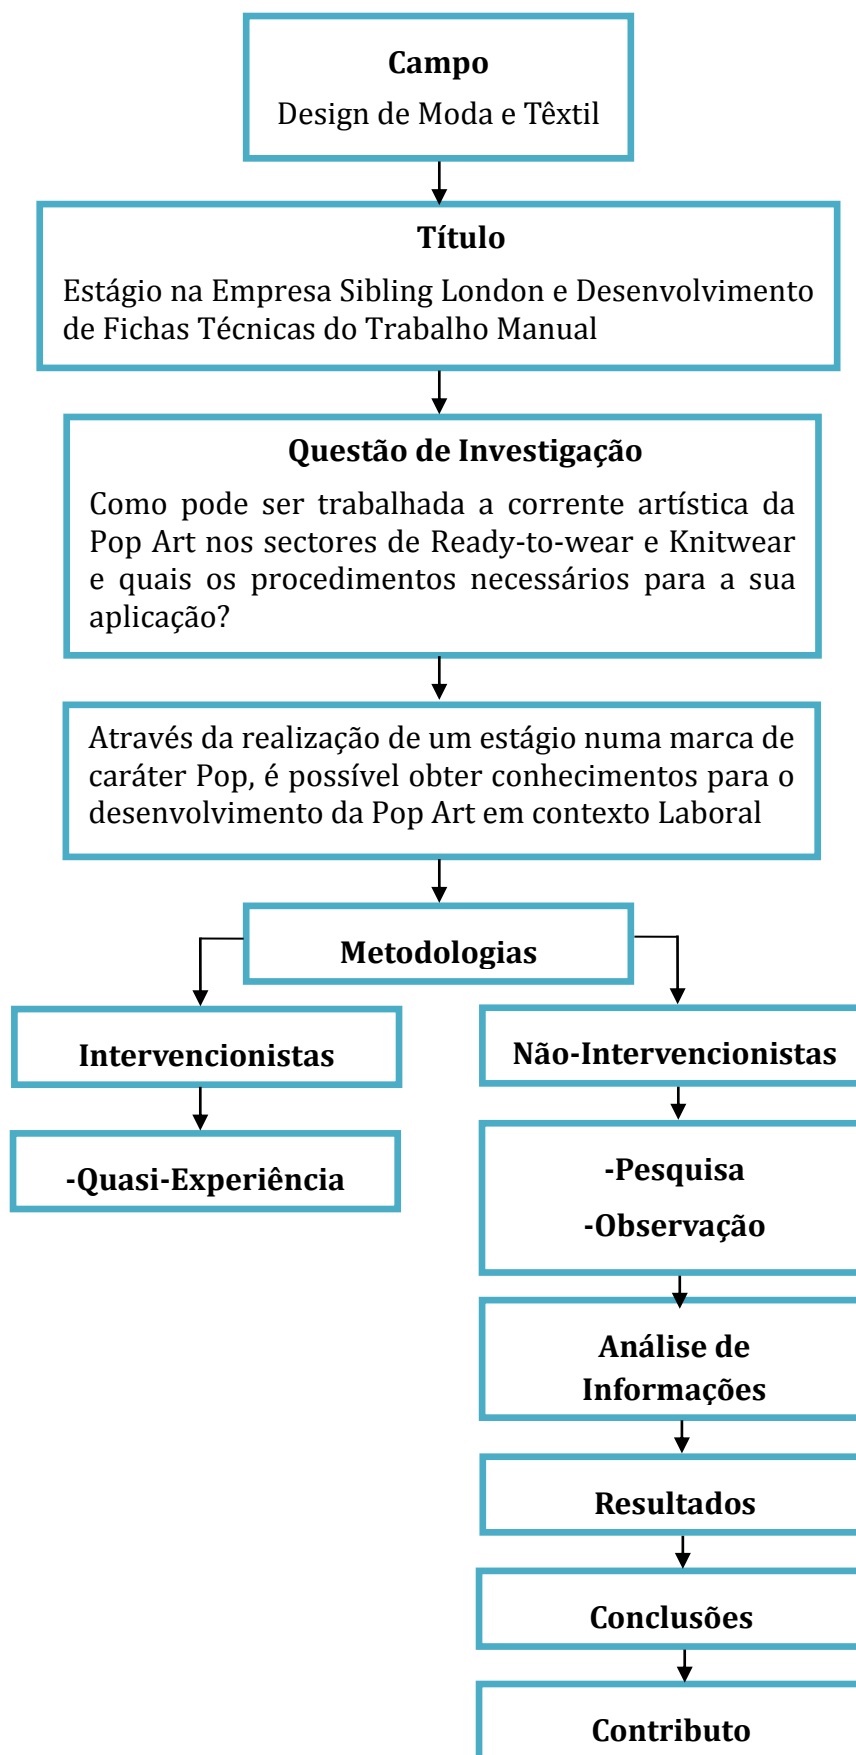 Campo
Design de Moda e Têxtil
Título
Estágio na Empresa Sibling London e Desenvolvimento
de Fichas Técnicas do Trabalho Manual
Questão de Investigação
Como pode ser trabalhada a corrente artística da
Pop Art nos sectores de Ready-to-wear e Knitwear
e quais os procedimentos necessários para a sua
aplicação?
Através da realização de um estágio numa marca de
caráter Pop, é possível obter conhecimentos para o
desenvolvimento da Pop Art em contexto Laboral
Metodologias
Intervencionistas
-Quasi-Experiência
Não-Intervencionistas
-Pesquisa
-Observação
Análise de
Informações
Resultados
Conclusões
Contributo